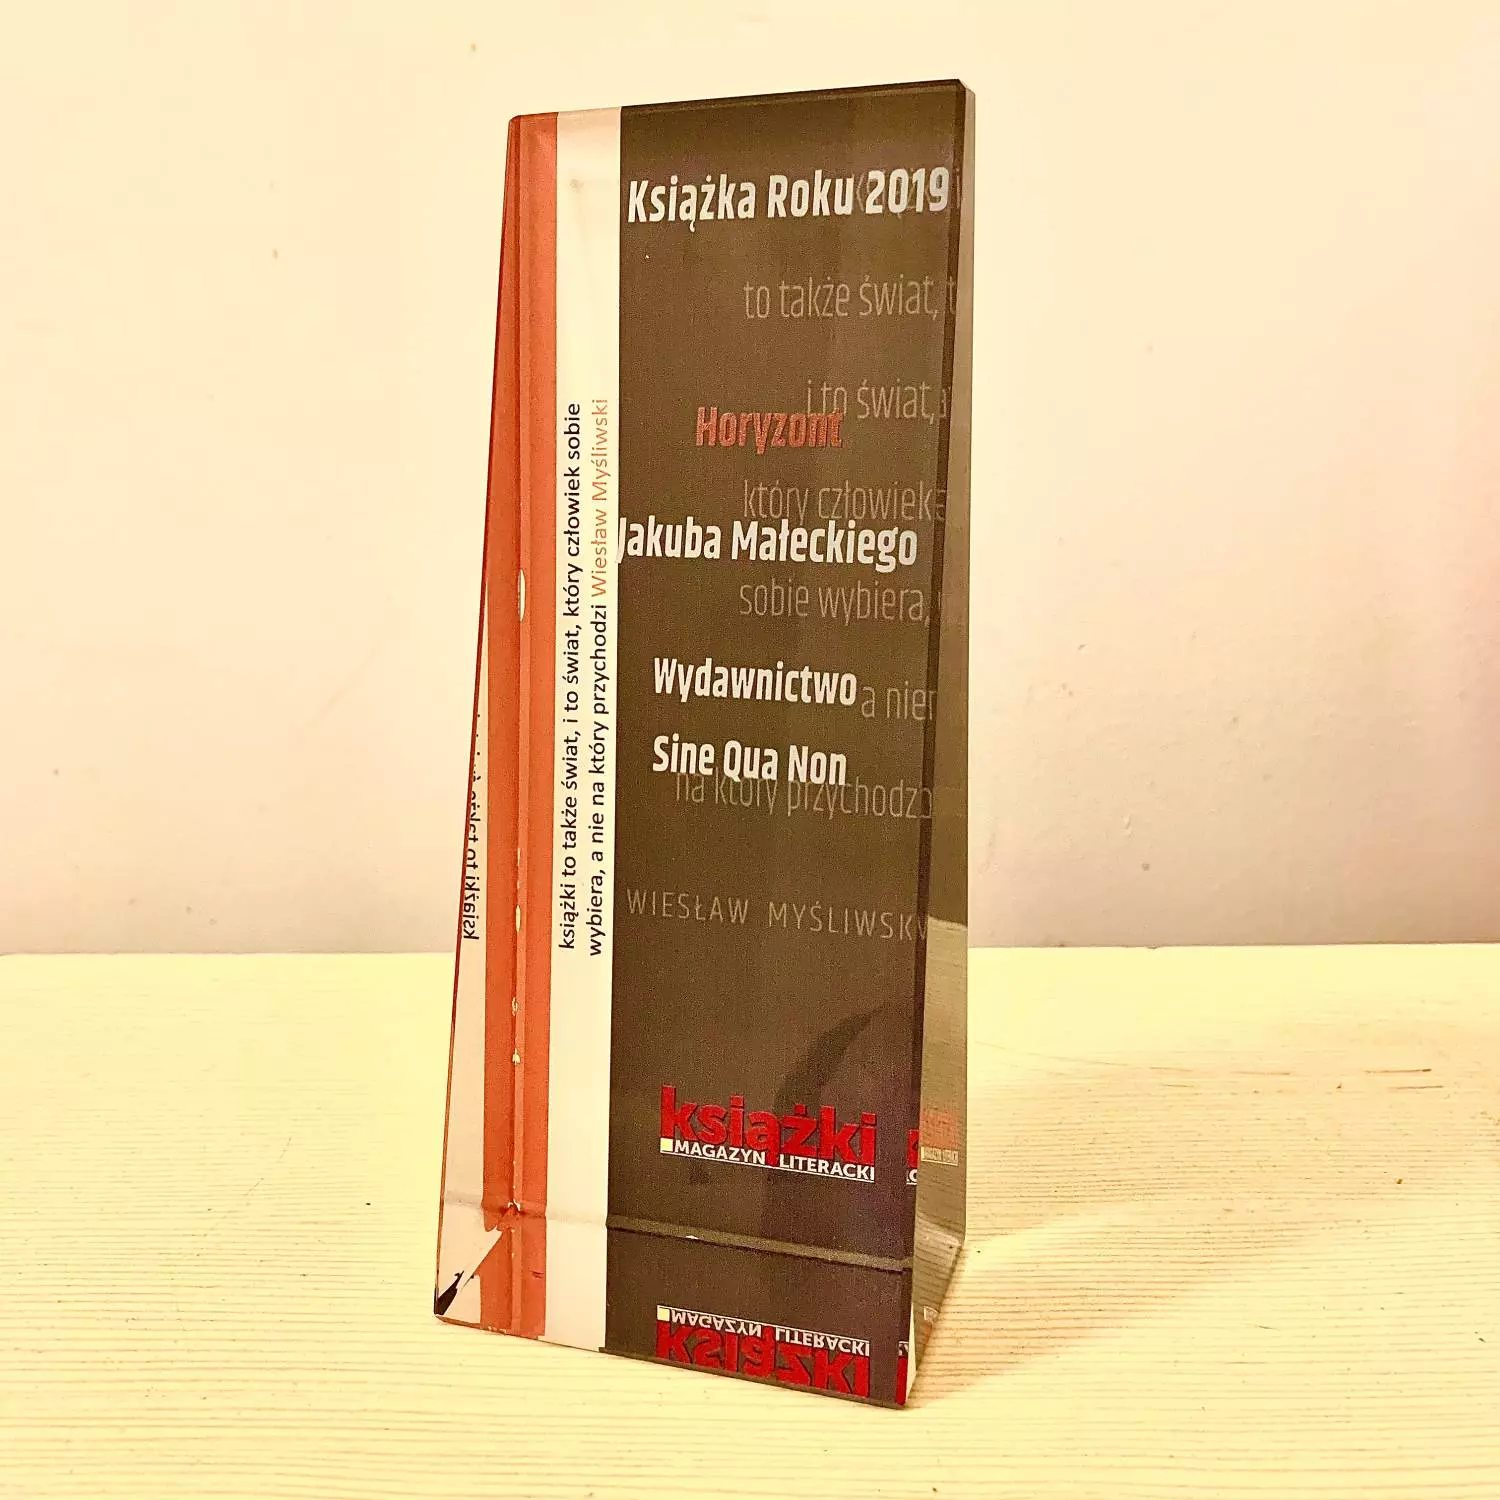 Książka Roku 2019
to także świat,
i to świat,
Horyzont
który człowiek
Jakuba Małeckiego
sobie wybiera,
Wydawnictwo
a nie
Sine Qua Non
na który przychodzi
WIESŁAW MYŚLIWSKI
książki
MAGAZYN LITERACKI
książki to także świat, i to świat, który człowiek sobie
wybiera, a nie na który przychodzi Wiesław Myśliwski